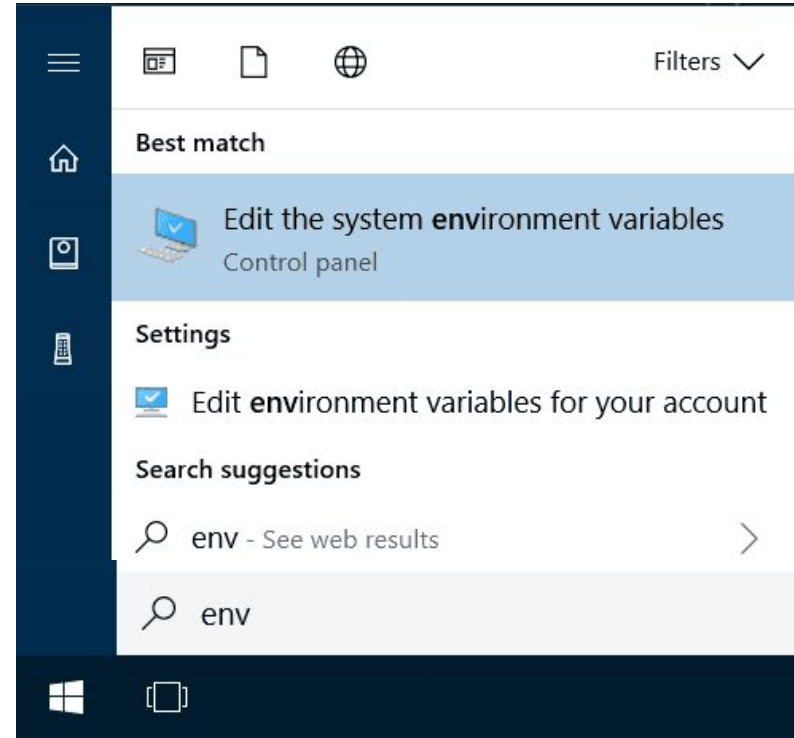 Filters
Best match
Edit the system environment variables
Control panel
Settings
Edit environment variables for your account
Search suggestions
env - See web results
env